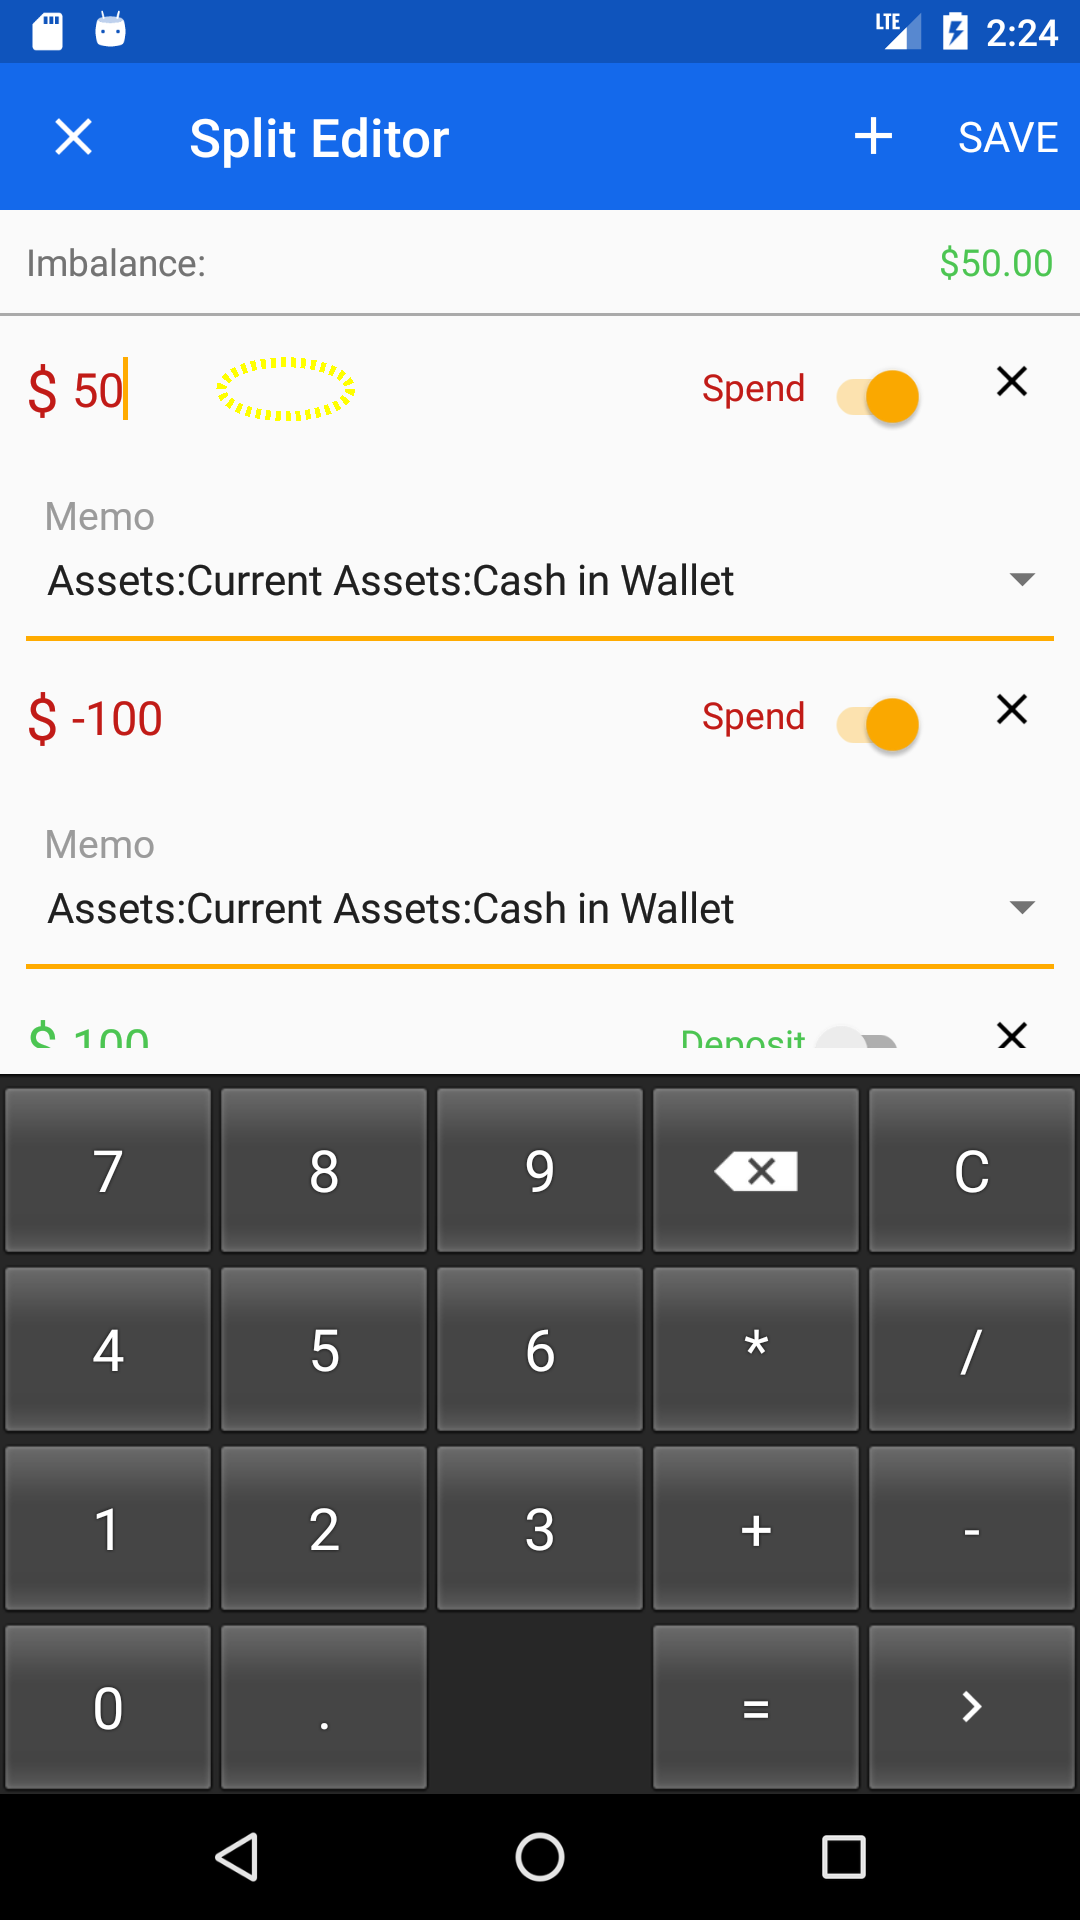 LTE 2:24
Split Editor + SAVE
Imbalance: $50.00
$ 50 Spend
Memo
Assets:Current Assets:Cash in Wallet
$ -100 Spend
Memo
Assets:Current Assets:Cash in Wallet
$ 100 Deposit
7 8 9 C
4 5 6 * /
1 2 3 + -
0 . = >